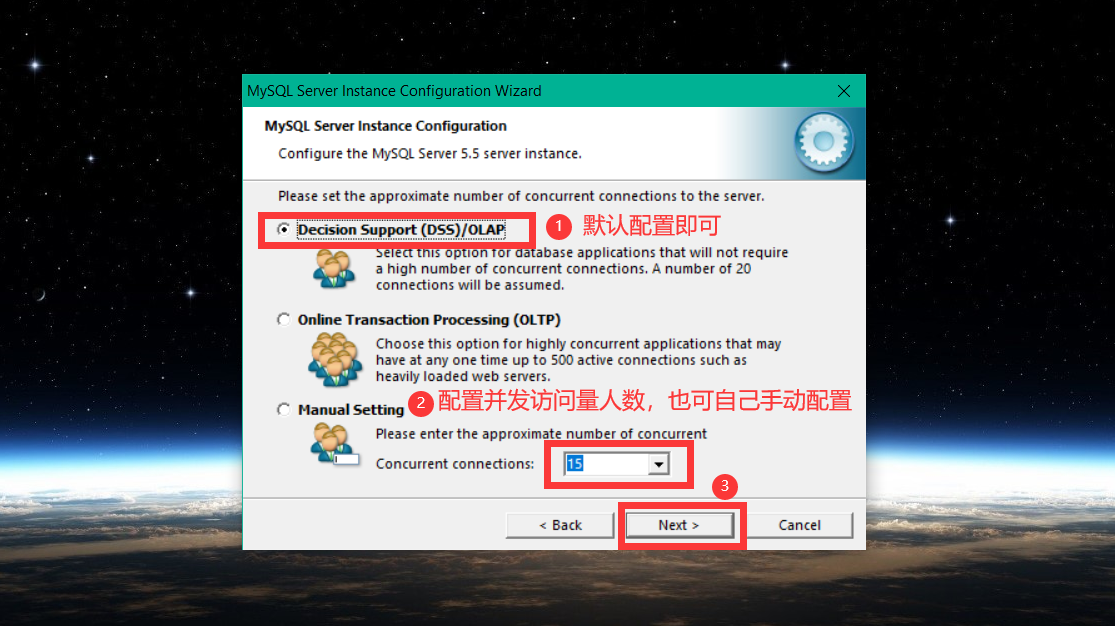 MySQL Server Instance Configuration Wizard
MySQL Server Instance Configuration
Configure the MySQL Server 5.5 server instance.
Please set the approximate number of concurrent connections to the server.
Decision Support (DSS)/OLAP
1 默认配置即可
Select this option for database applications that will not require
a high number of concurrent connections. A number of 20
connections will be assumed.
Online Transaction Processing (OLTP)
Choose this option for highly concurrent applications that may
have at any one time up to 500 active connections such as
heavily loaded web servers.
Manual Setting
2 配置并发访问量人数，也可自己手动配置
Please enter the approximate number of concurrent
Concurrent connections: 15
3
< Back Next > Cancel